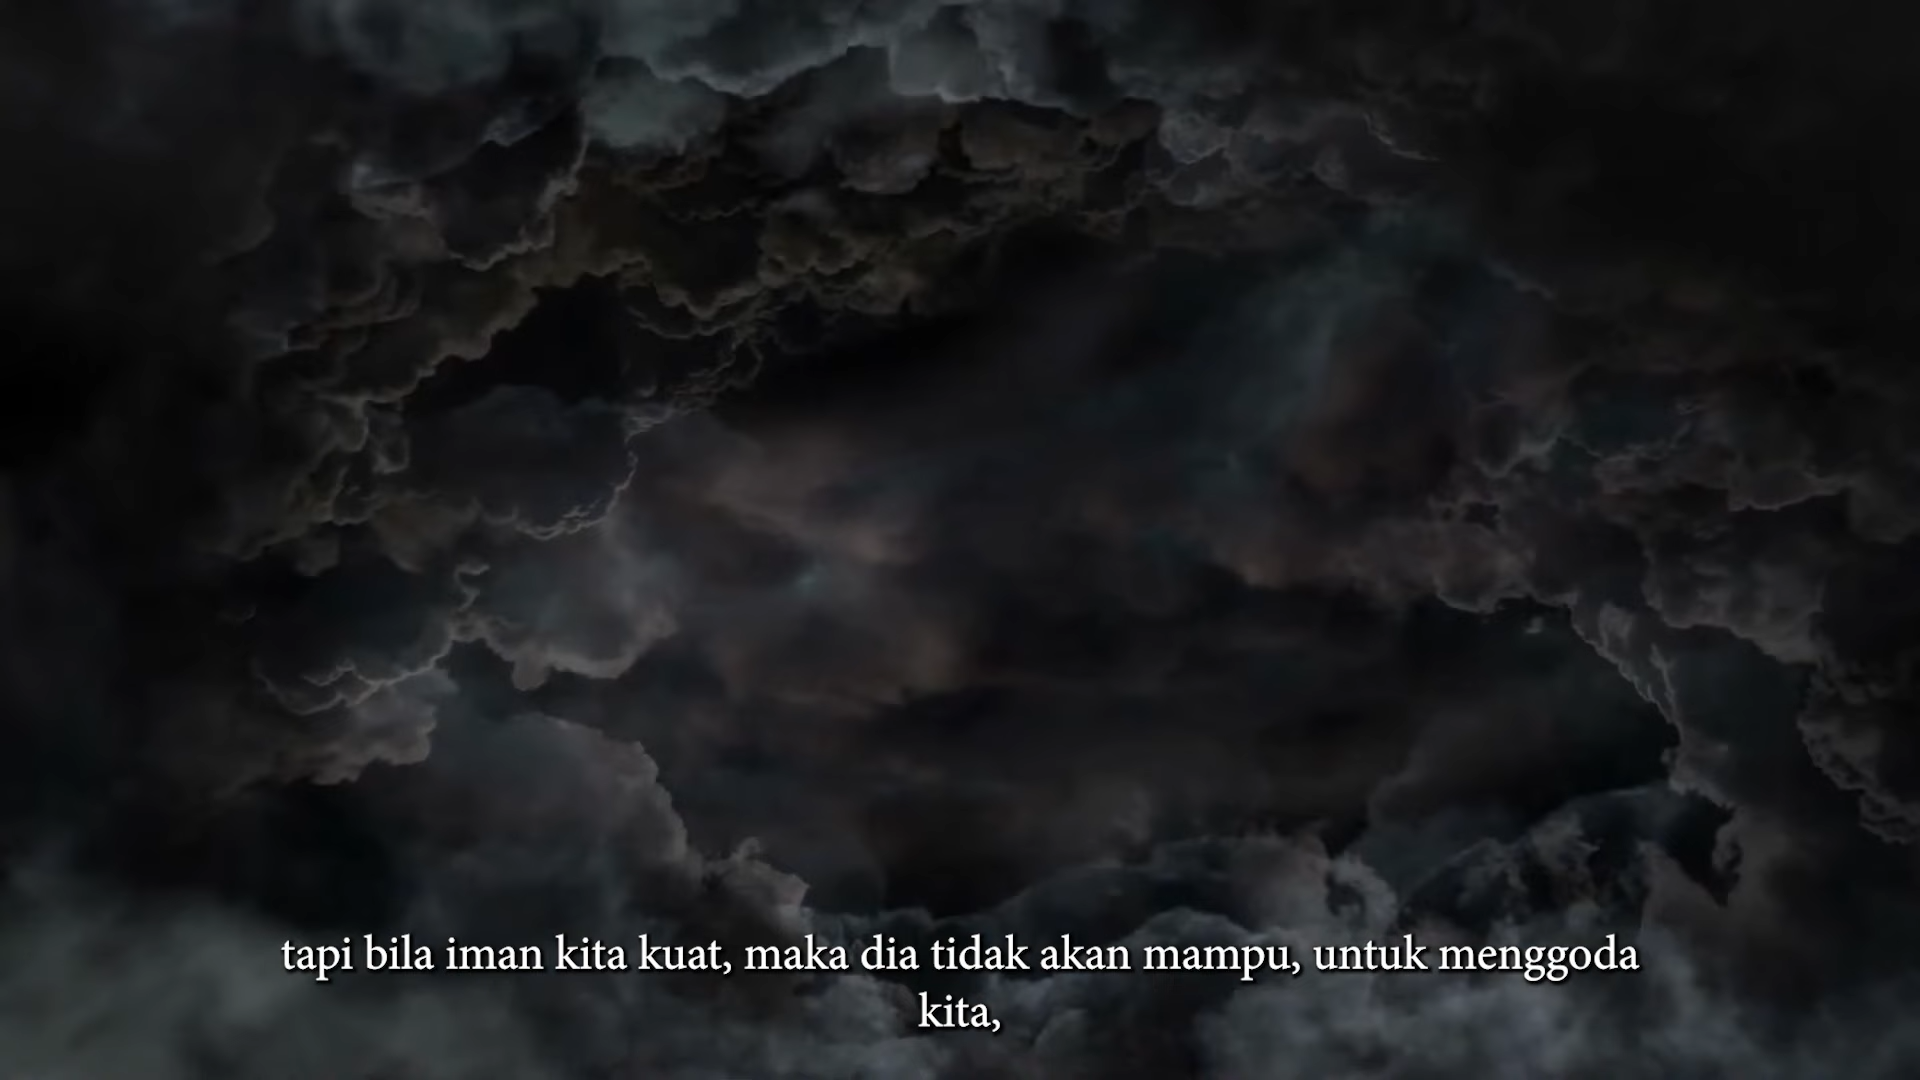 tapi bila iman kita kuat, maka dia tidak akan mampu, untuk menggoda
kita,